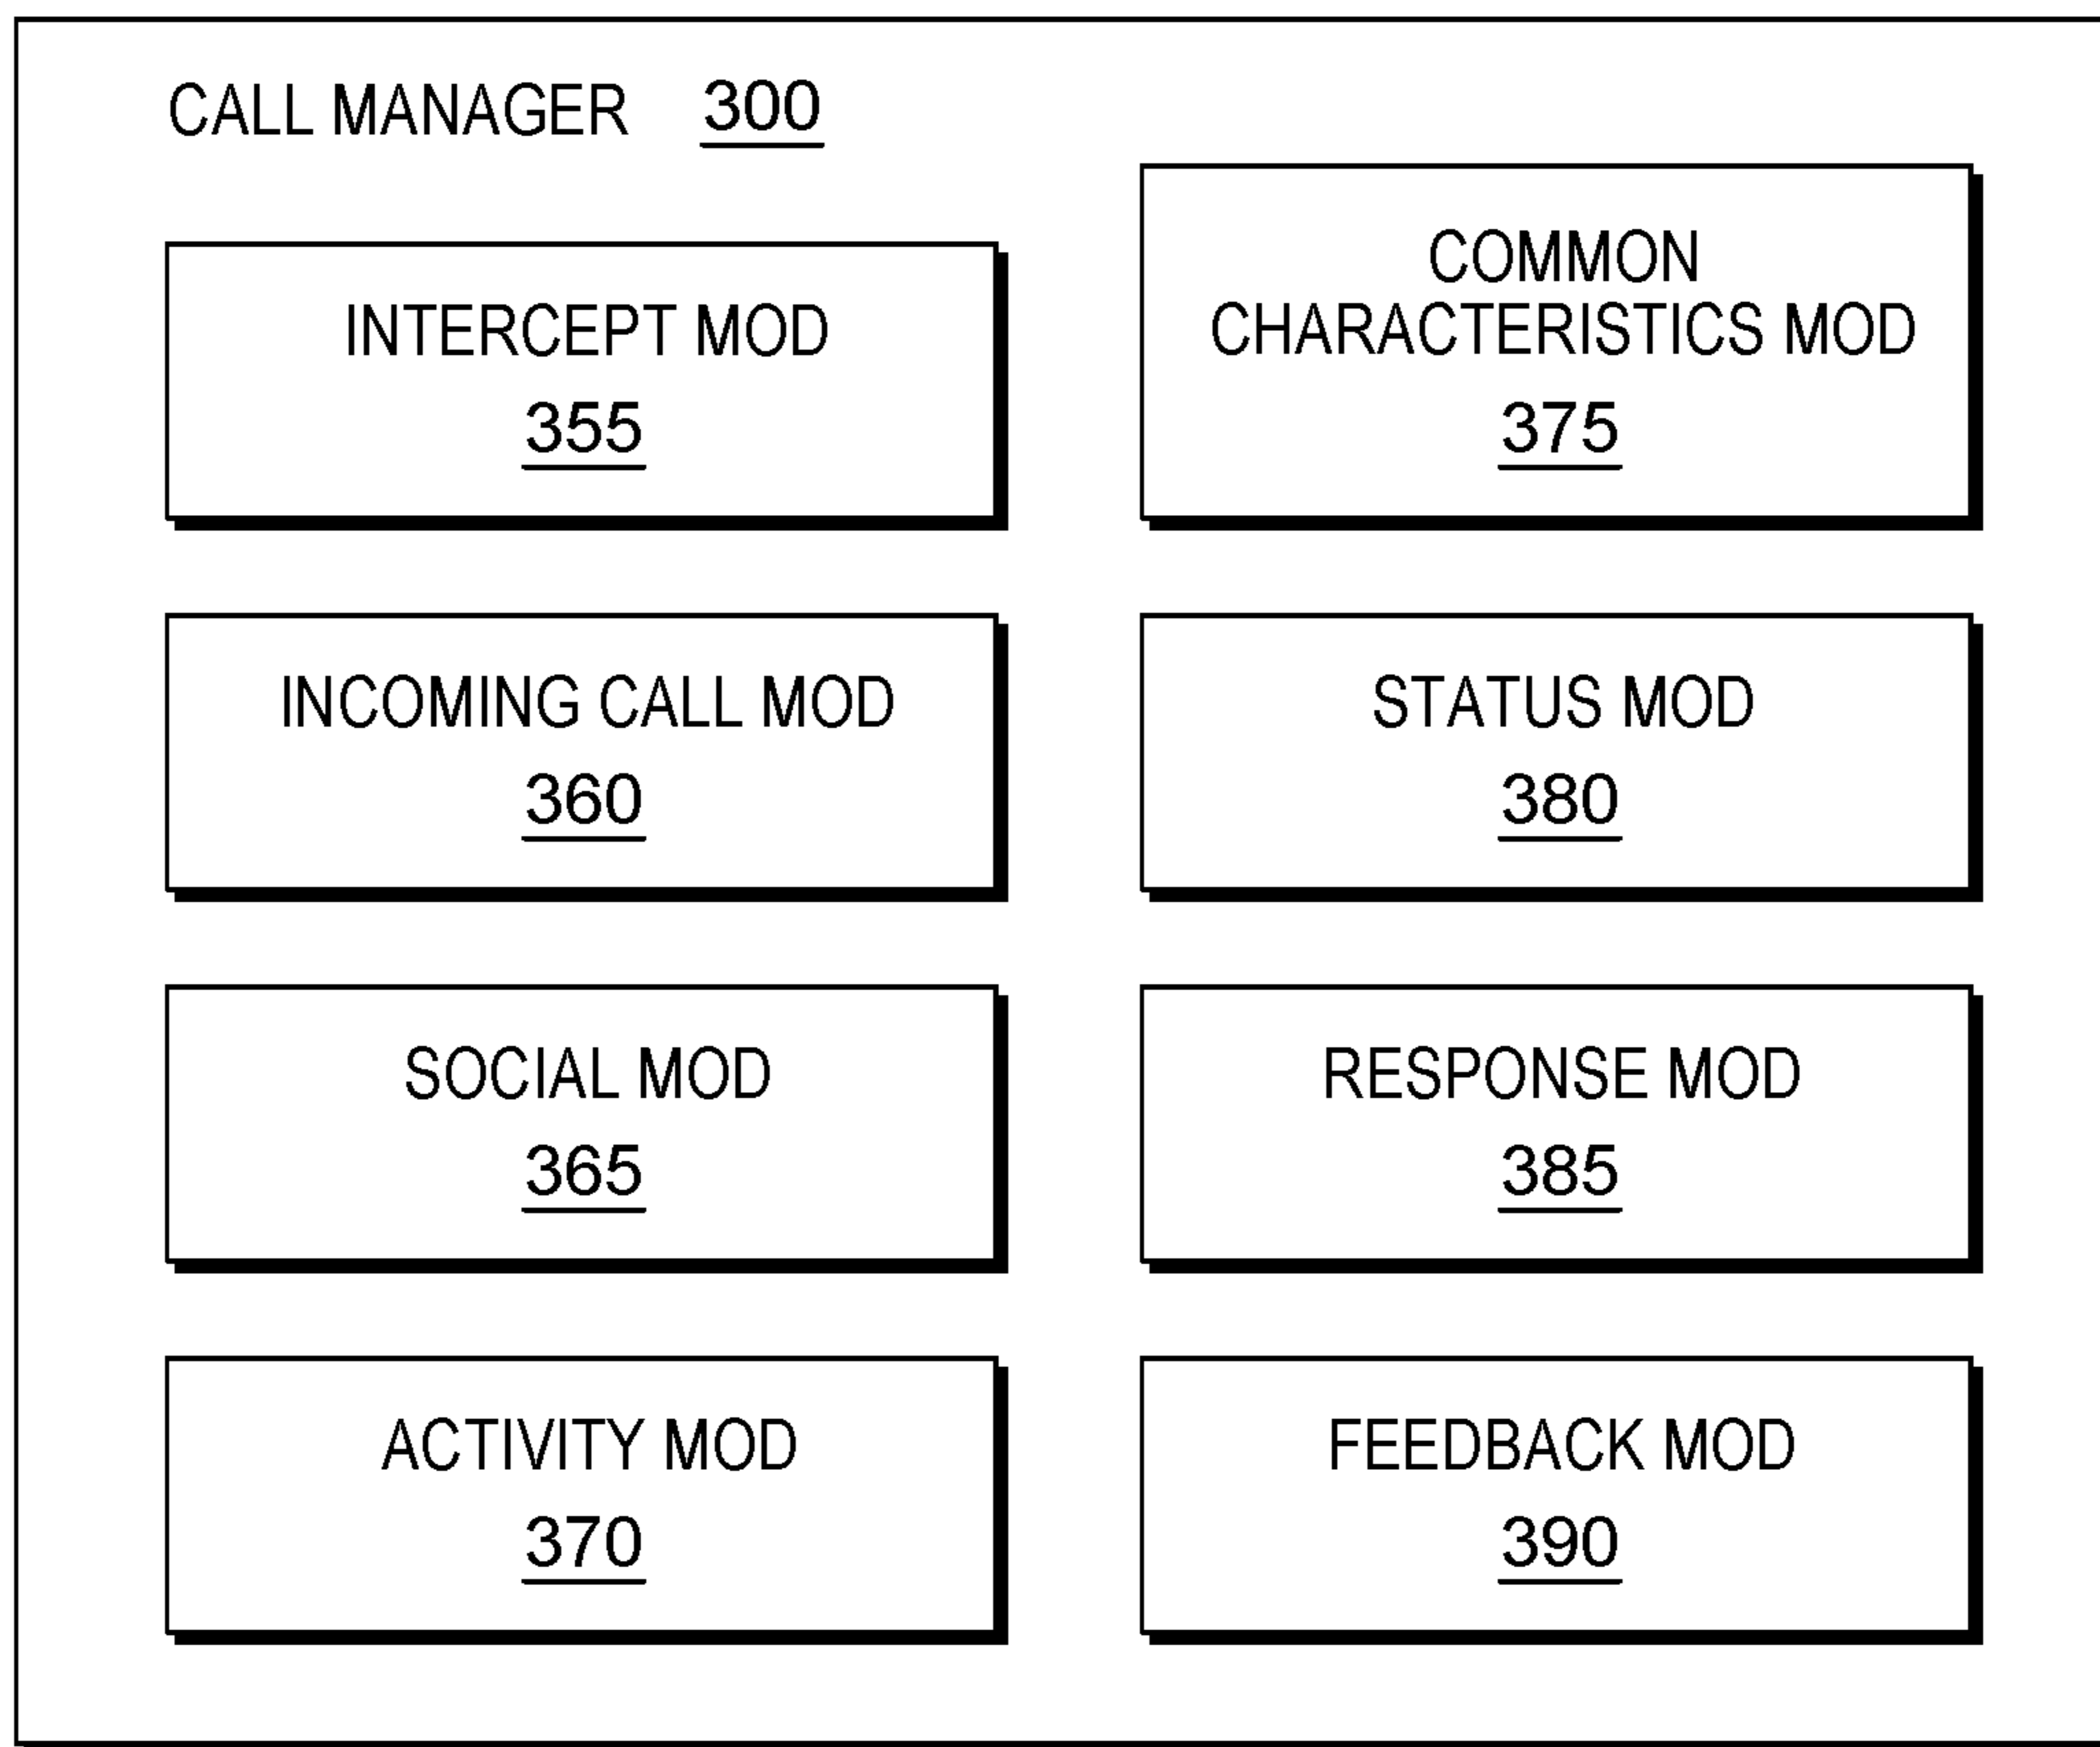 CALL MANAGER 300
INTERCEPT MOD
355
INCOMING CALL MOD
360
SOCIAL MOD
365
ACTIVITY MOD
370
COMMON
CHARACTERISTICS MOD
375
STATUS MOD
380
RESPONSE MOD
385
FEEDBACK MOD
390